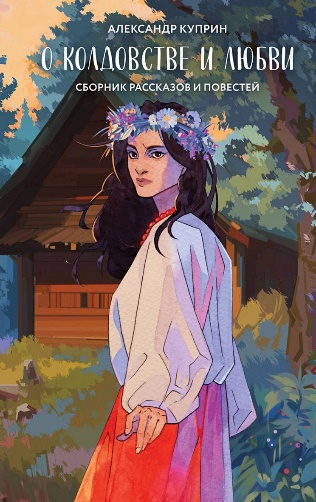 АЛЕКСАНДР КУПРИН
О КОЛДОВСТВЕ И ЛЮБВИ
СБОРНИК РАССКАЗОВ И ПОВЕСТЕЙ